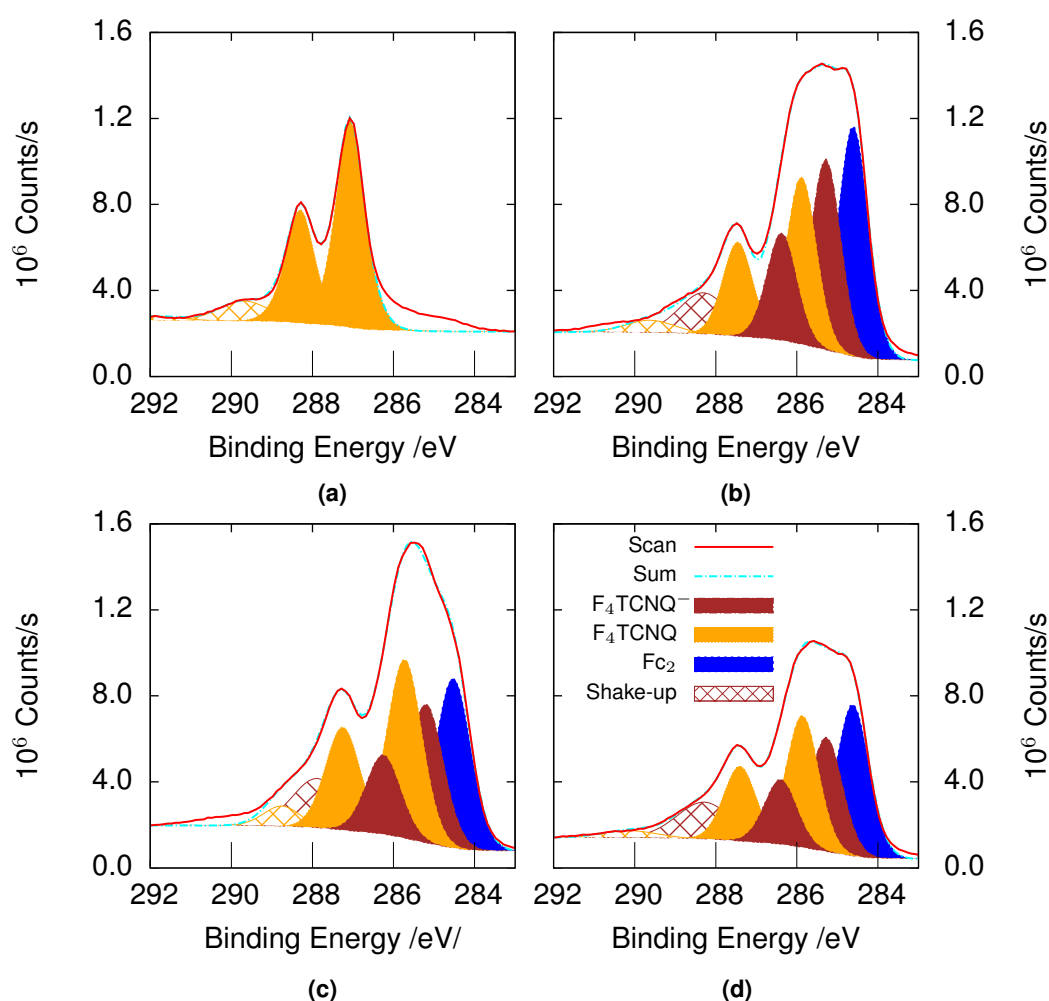 1.6
1.2
8.0
4.0
0.0
10⁶ Counts/s
292 290 288 286 284
Binding Energy /eV
(a)
1.6
1.2
8.0
4.0
0.0
10⁶ Counts/s
292 290 288 286 284
Binding Energy /eV
(b)
1.6
1.2
8.0
4.0
0.0
10⁶ Counts/s
292 290 288 286 284
Binding Energy /eV/
(c)
Scan
Sum
F₄TCNQ⁻
F₄TCNQ
Fc₂
Shake-up
1.6
1.2
8.0
4.0
0.0
10⁶ Counts/s
292 290 288 286 284
Binding Energy /eV
(d)